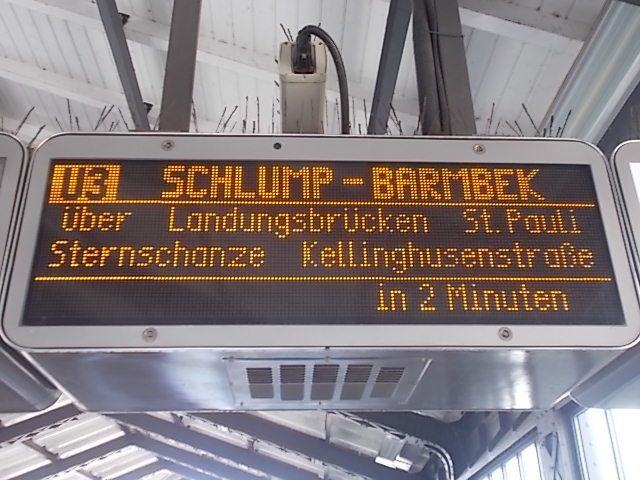 U3 SCHLUMP-BARMBEK
über Landungsbrücken St.Pauli
Sternschanze Kellinghusenstraße
in 2 Minuten